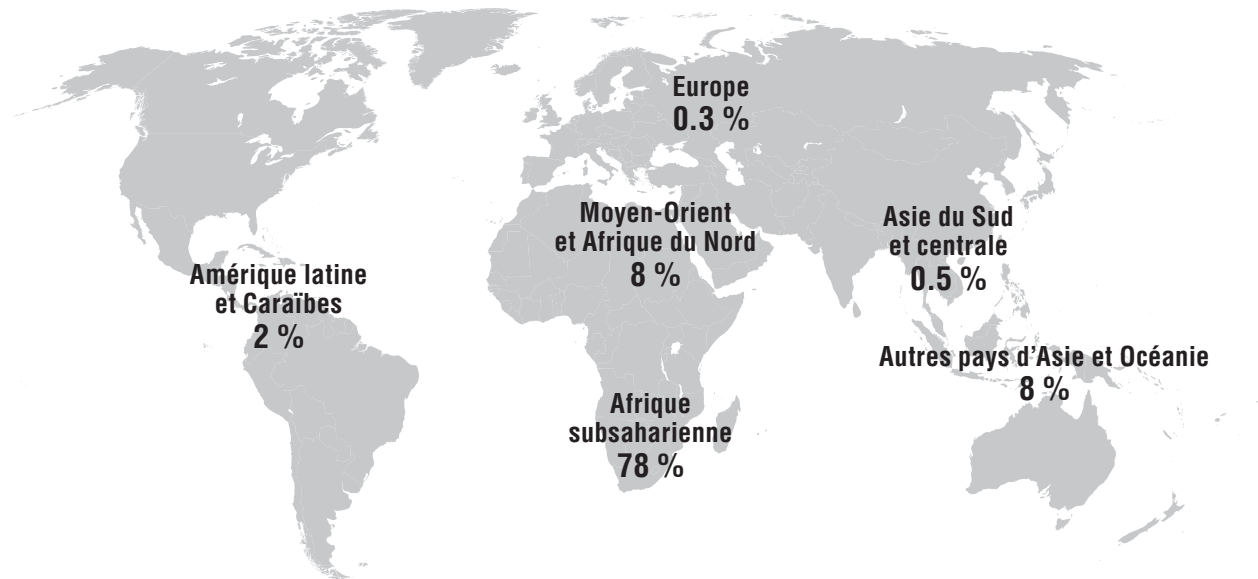 Europe
0.3 %
Moyen-Orient
et Afrique du Nord
8 %
Asie du Sud
et centrale
0.5 %
Amérique latine
et Caraïbes
2 %
Autres pays d’Asie et Océanie
8 %
Afrique
subsaharienne
78 %